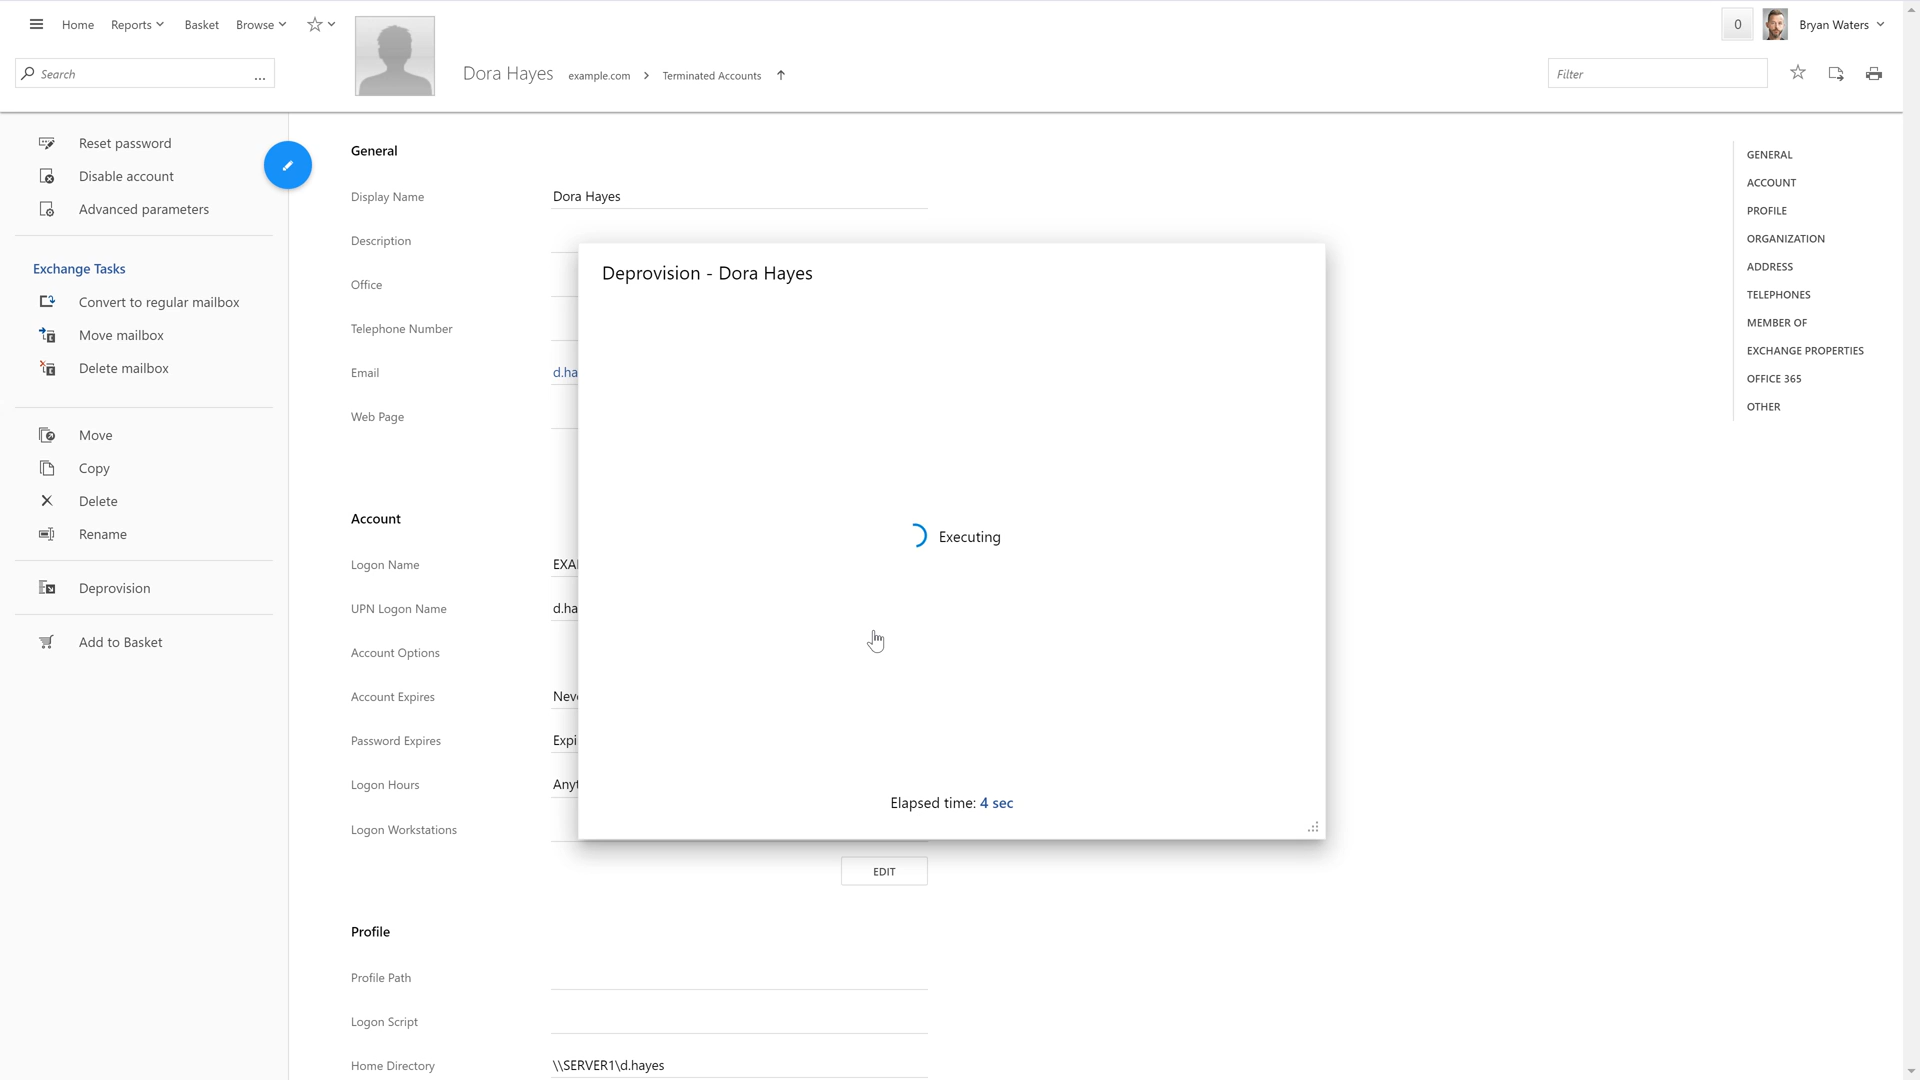 Home
Reports
Basket
Browse
0
Bryan Waters
Search
...
Dora Hayes
example.com
Terminated Accounts
Filter
Reset password
Disable account
Advanced parameters
Exchange Tasks
Convert to regular mailbox
Move mailbox
Delete mailbox
Move
Copy
Delete
Rename
Deprovision
Add to Basket
General
Display Name
Dora Hayes
Description
Office
Telephone Number
Email
d.ha
Web Page
Account
Logon Name
EXA
UPN Logon Name
d.ha
Account Options
Account Expires
Nev
Password Expires
Expi
Logon Hours
Any
Logon Workstations
EDIT
Profile
Profile Path
Logon Script
Home Directory
\\SERVER1\d.hayes
Deprovision - Dora Hayes
Executing
Elapsed time: 4 sec
GENERAL
ACCOUNT
PROFILE
ORGANIZATION
ADDRESS
TELEPHONES
MEMBER OF
EXCHANGE PROPERTIES
OFFICE 365
OTHER